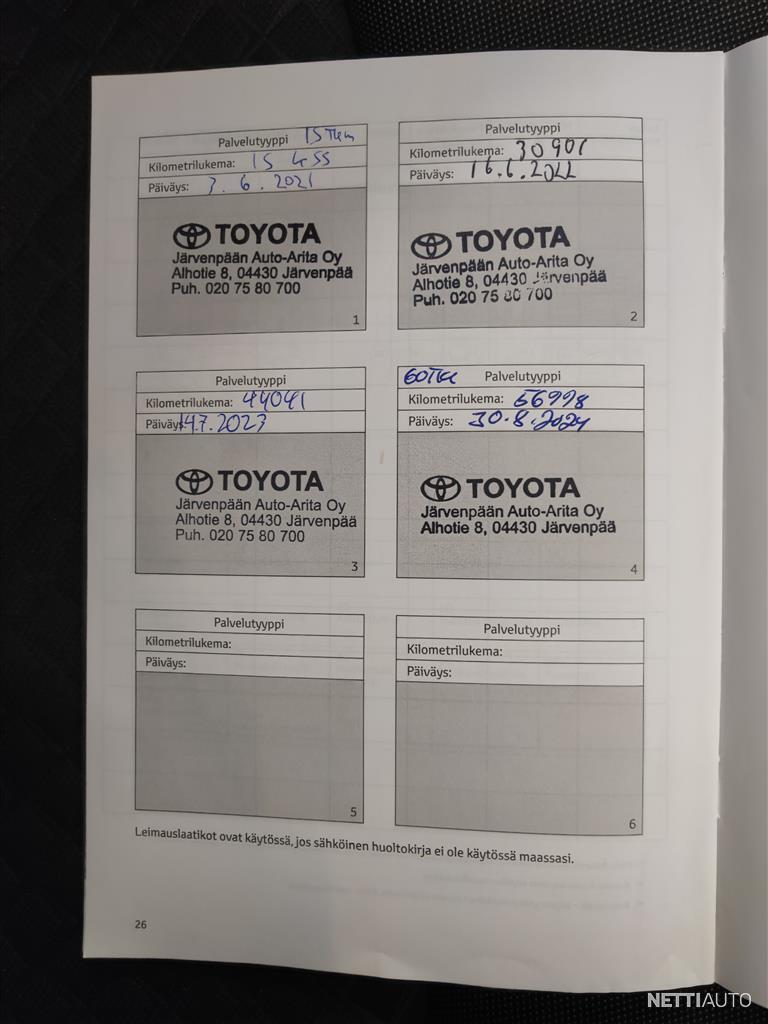 Palvelutyyppi 15 Tkm
Kilometrilukema: 15 455
Päiväys: 3.6.2021
TOYOTA
Järvenpään Auto-Arita Oy
Alhotie 8, 04430 Järvenpää
Puh. 020 75 80 700
1
Palvelutyyppi
Kilometrilukema: 30901
Päiväys: 16.6.2022
TOYOTA
Järvenpään Auto-Arita Oy
Alhotie 8, 04430 Järvenpää
Puh. 020 75 80 700
2
Palvelutyyppi
Kilometrilukema: 44041
Päiväys: 14.7.2023
TOYOTA
Järvenpään Auto-Arita Oy
Alhotie 8, 04430 Järvenpää
Puh. 020 75 80 700
3
60Tkm Palvelutyyppi
Kilometrilukema: 56998
Päiväys: 30.8.2024
TOYOTA
Järvenpään Auto-Arita Oy
Alhotie 8, 04430 Järvenpää
4
Palvelutyyppi
Kilometrilukema:
Päiväys:
5
Palvelutyyppi
Kilometrilukema:
Päiväys:
6
Leimauslaatikot ovat käytössä, jos sähköinen huoltokirja ei ole käytössä maassasi.
26
NETTIAUTO